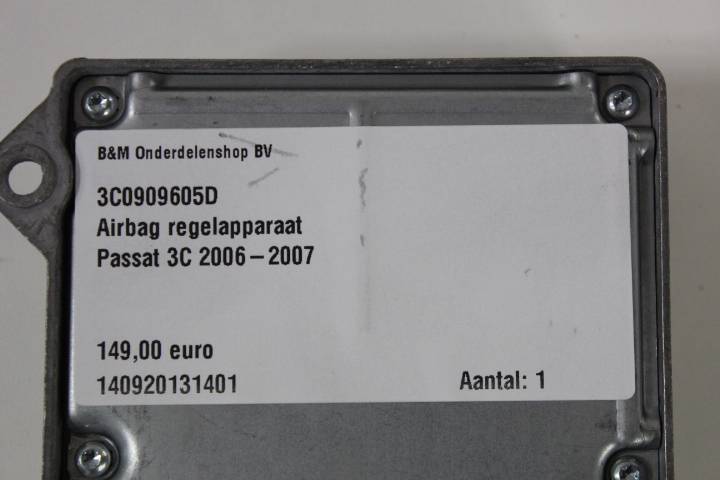 B&M Onderdelenshop BV
3C0909605D
Airbag regelapparaat
Passat 3C 2006-2007
149,00 euro
140920131401 Aantal: 1